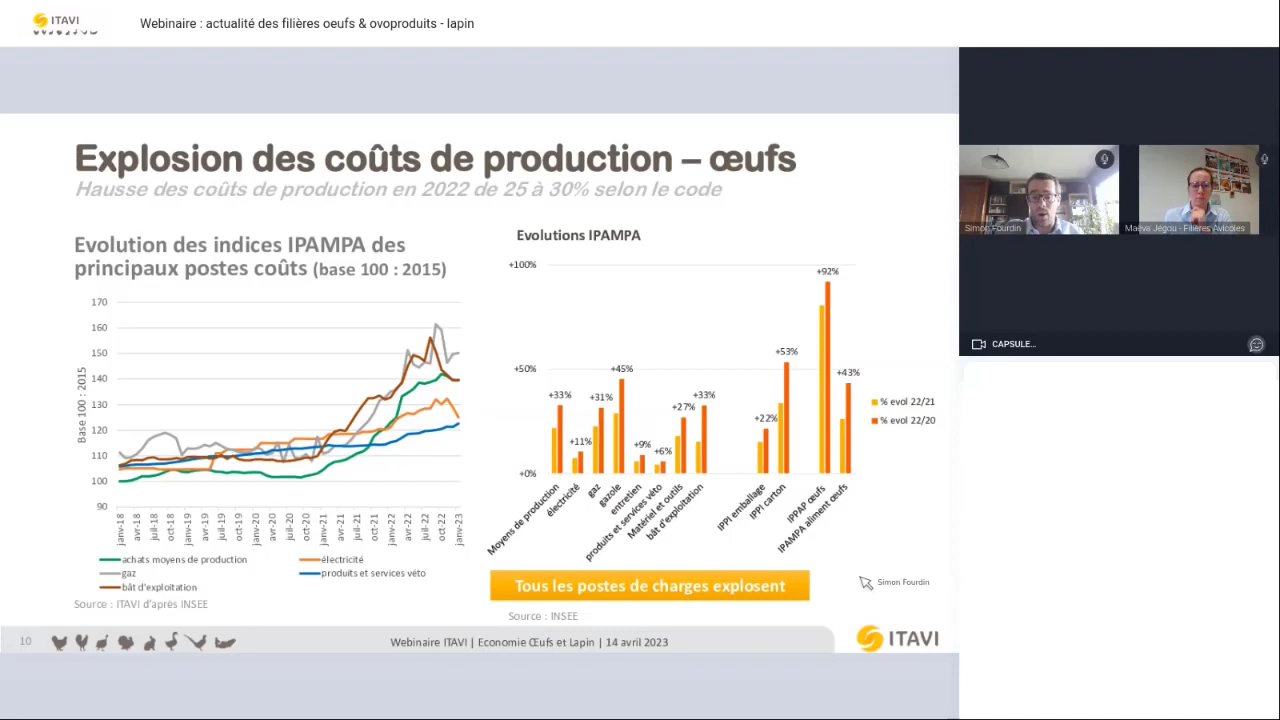 ITAVI
Webinaire : actualité des filières oeufs & ovoproduits - lapin
Explosion des coûts de production – œufs
Hausse des coûts de production en 2022 de 25 à 30% selon le code
Evolution des indices IPAMPA des
principaux postes coûts (base 100 : 2015)
170
160
150
140
130
120
110
100
90
Base 100 : 2015
janv-18
avr-18
juil-18
oct-18
janv-19
avr-19
juil-19
oct-19
janv-20
avr-20
juil-20
oct-20
janv-21
avr-21
juil-21
oct-21
janv-22
avr-22
juil-22
oct-22
janv-23
achats moyens de production
électricité
gaz
produits et services véto
bât d'exploitation
Source : ITAVI d'après INSEE
Evolutions IPAMPA
+100%
+50%
+0%
+33%
+11%
+31%
+45%
+9%
+6%
+27%
+33%
+22%
+53%
+92%
+43%
Moyens de production
électricité
gaz
gazole
entretien
produits et services véto
Matériel et outils
bât d'exploitation
IPPI emballage
IPPI carton
IPPAP œufs
IPAMPA aliment œufs
% evol 22/21
% evol 22/20
Tous les postes de charges explosent
Source : INSEE
Simon Fourdin
10
Webinaire ITAVI | Economie Œufs et Lapin | 14 avril 2023
ITAVI
Simon Fourdin
Maeva Jégou - Filières Avicoles
CAPSULE...